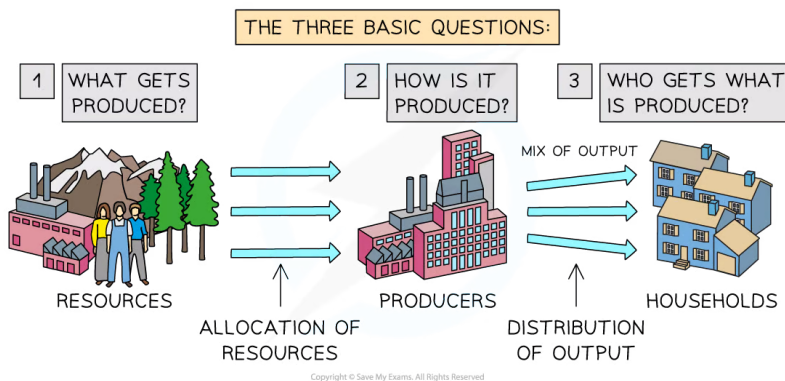 THE THREE BASIC QUESTIONS:
1 WHAT GETS
PRODUCED?
2 HOW IS IT
PRODUCED?
3 WHO GETS WHAT
IS PRODUCED?
MIX OF OUTPUT
RESOURCES
PRODUCERS
HOUSEHOLDS
ALLOCATION OF
RESOURCES
DISTRIBUTION
OF OUTPUT
Copyright © Save My Exams. All Rights Reserved